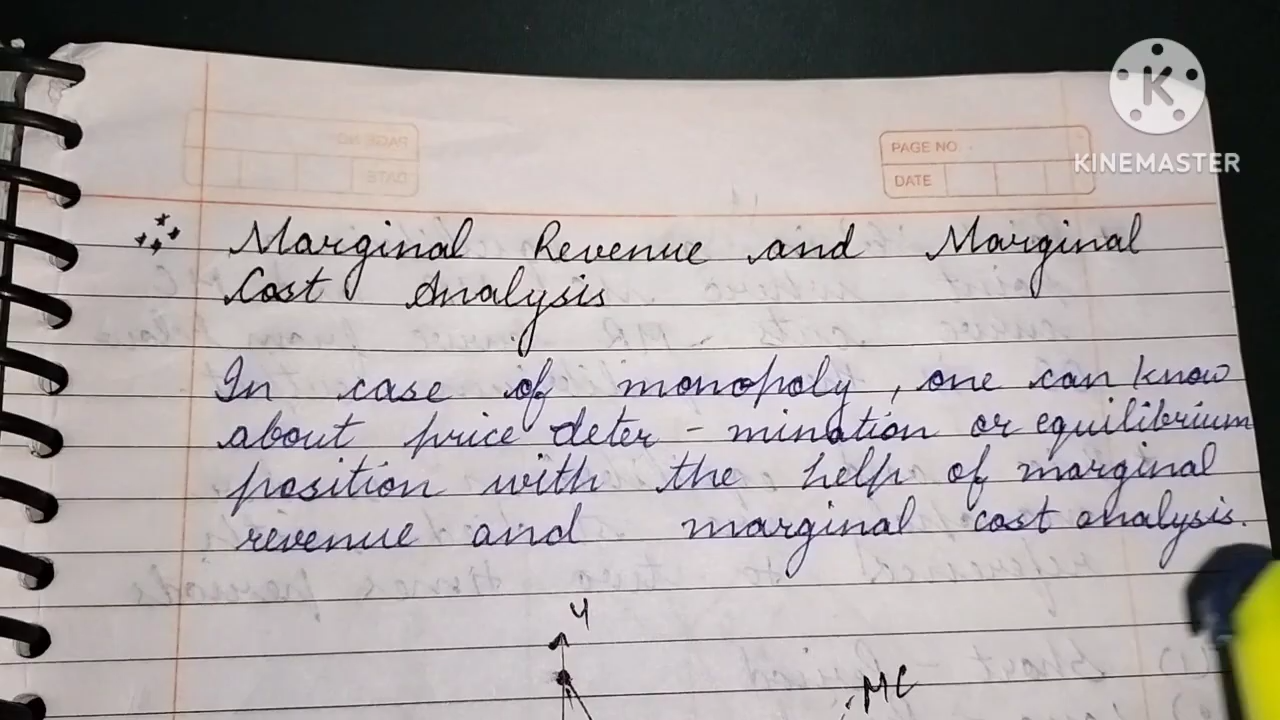 K
KINEMASTER
PAGE NO.
DATE
Marginal Revenue and Marginal
Cost Analysis
In case of monopoly, one can know
about price deter - mination or equilibrium
position with the help of marginal
revenue and marginal cost analysis.
Y
MC